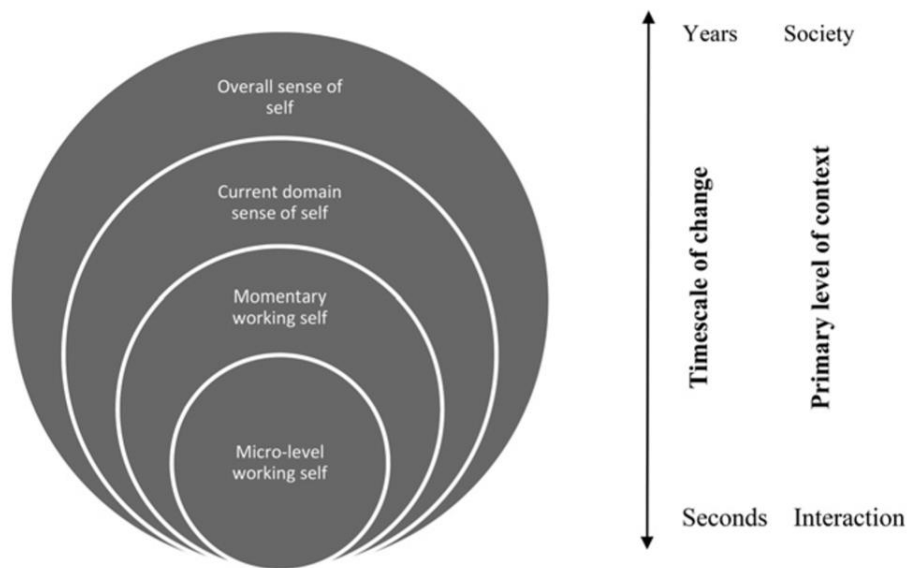 Overall sense of
self
Current domain
sense of self
Momentary
working self
Micro-level
working self
Years Society
Timescale of change
Primary level of context
Seconds Interaction